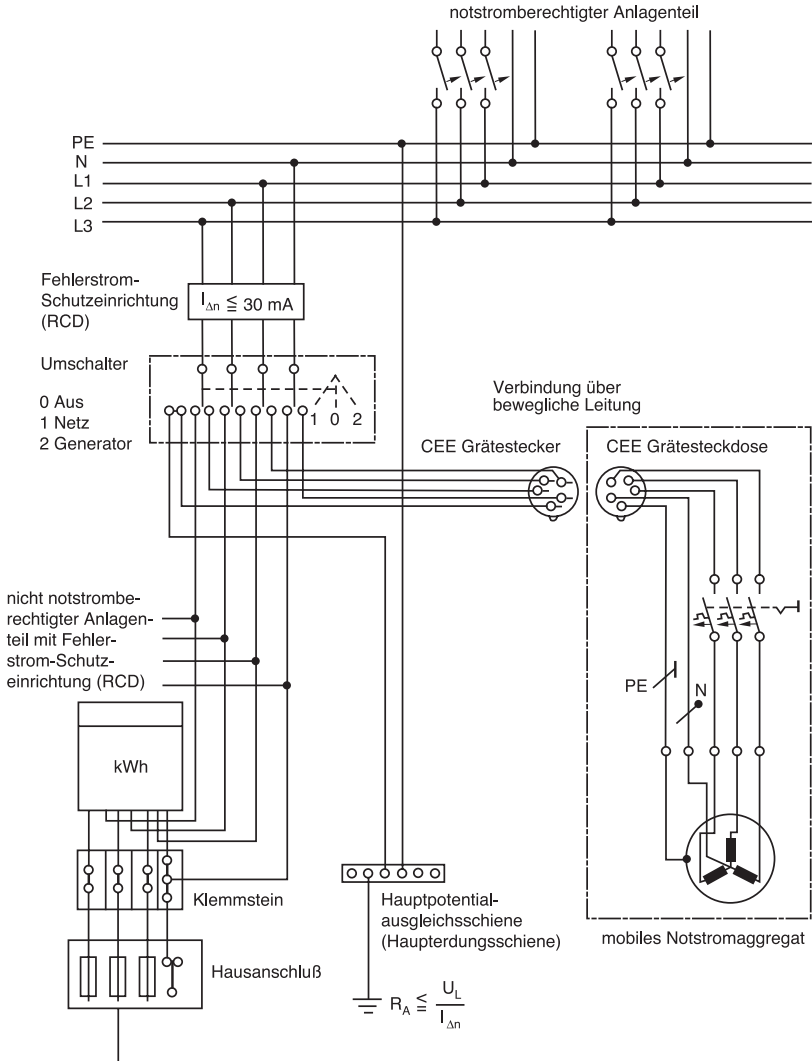 notstromberechtigter Anlagenteil
PE
N
L1
L2
L3
Fehlerstrom-
Schutzeinrichtung
(RCD)
I∆n ≦ 30 mA
Umschalter
0 Aus
1 Netz
2 Generator
1 0 2
Verbindung über
bewegliche Leitung
CEE Grätestecker
CEE Grätesteckdose
nicht notstrombe-
rechtigter Anlagen-
teil mit Fehler-
strom-Schutz-
einrichtung (RCD)
PE
N
kWh
Klemmstein
Hauptpotential-
ausgleichsschiene
(Haupterdungsschiene)
mobiles Notstromaggregat
Hausanschluß
RA ≦ UL
I∆n